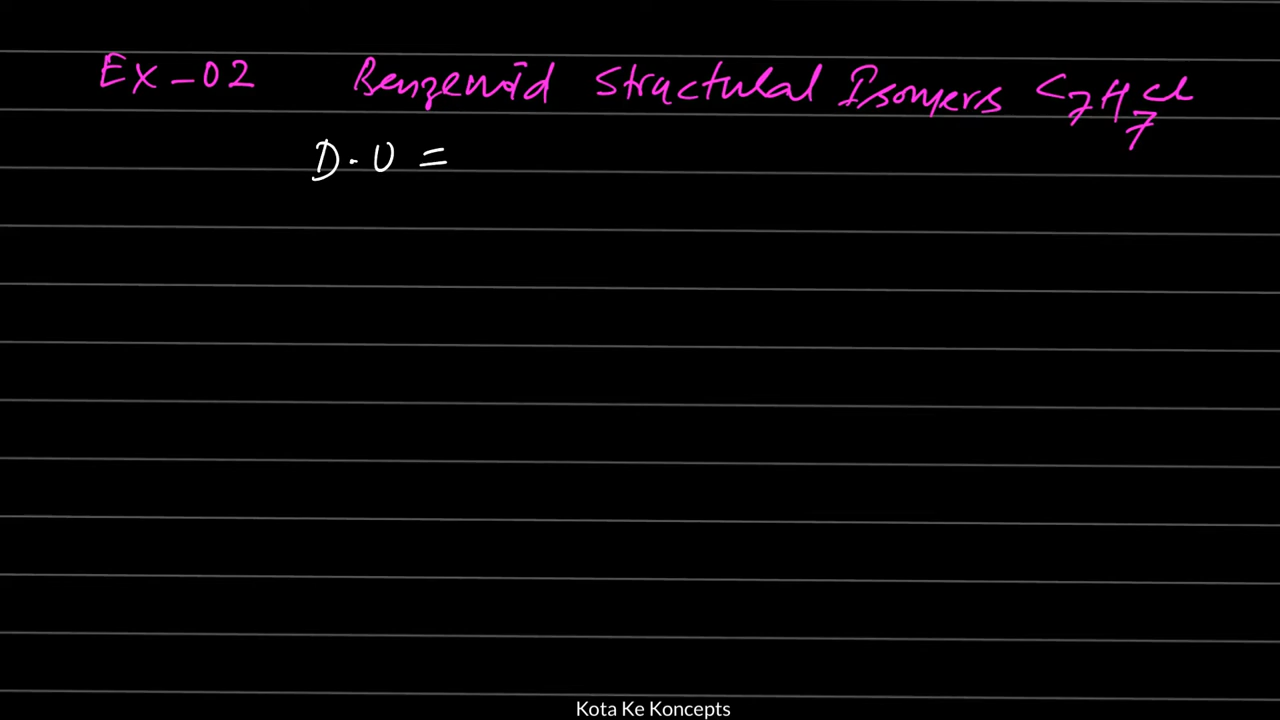 Ex-02 Benzenoid Structural Isomers C₇H₇Cl
D.U =
Kota Ke Koncepts